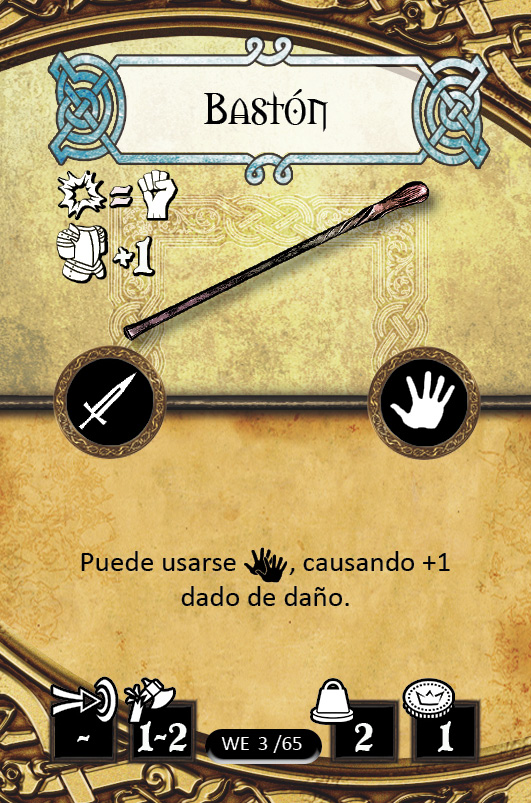 Bastón
=
+1
Puede usarse , causando +1
dado de daño.
- 1-2 WE 3 /65 2 1